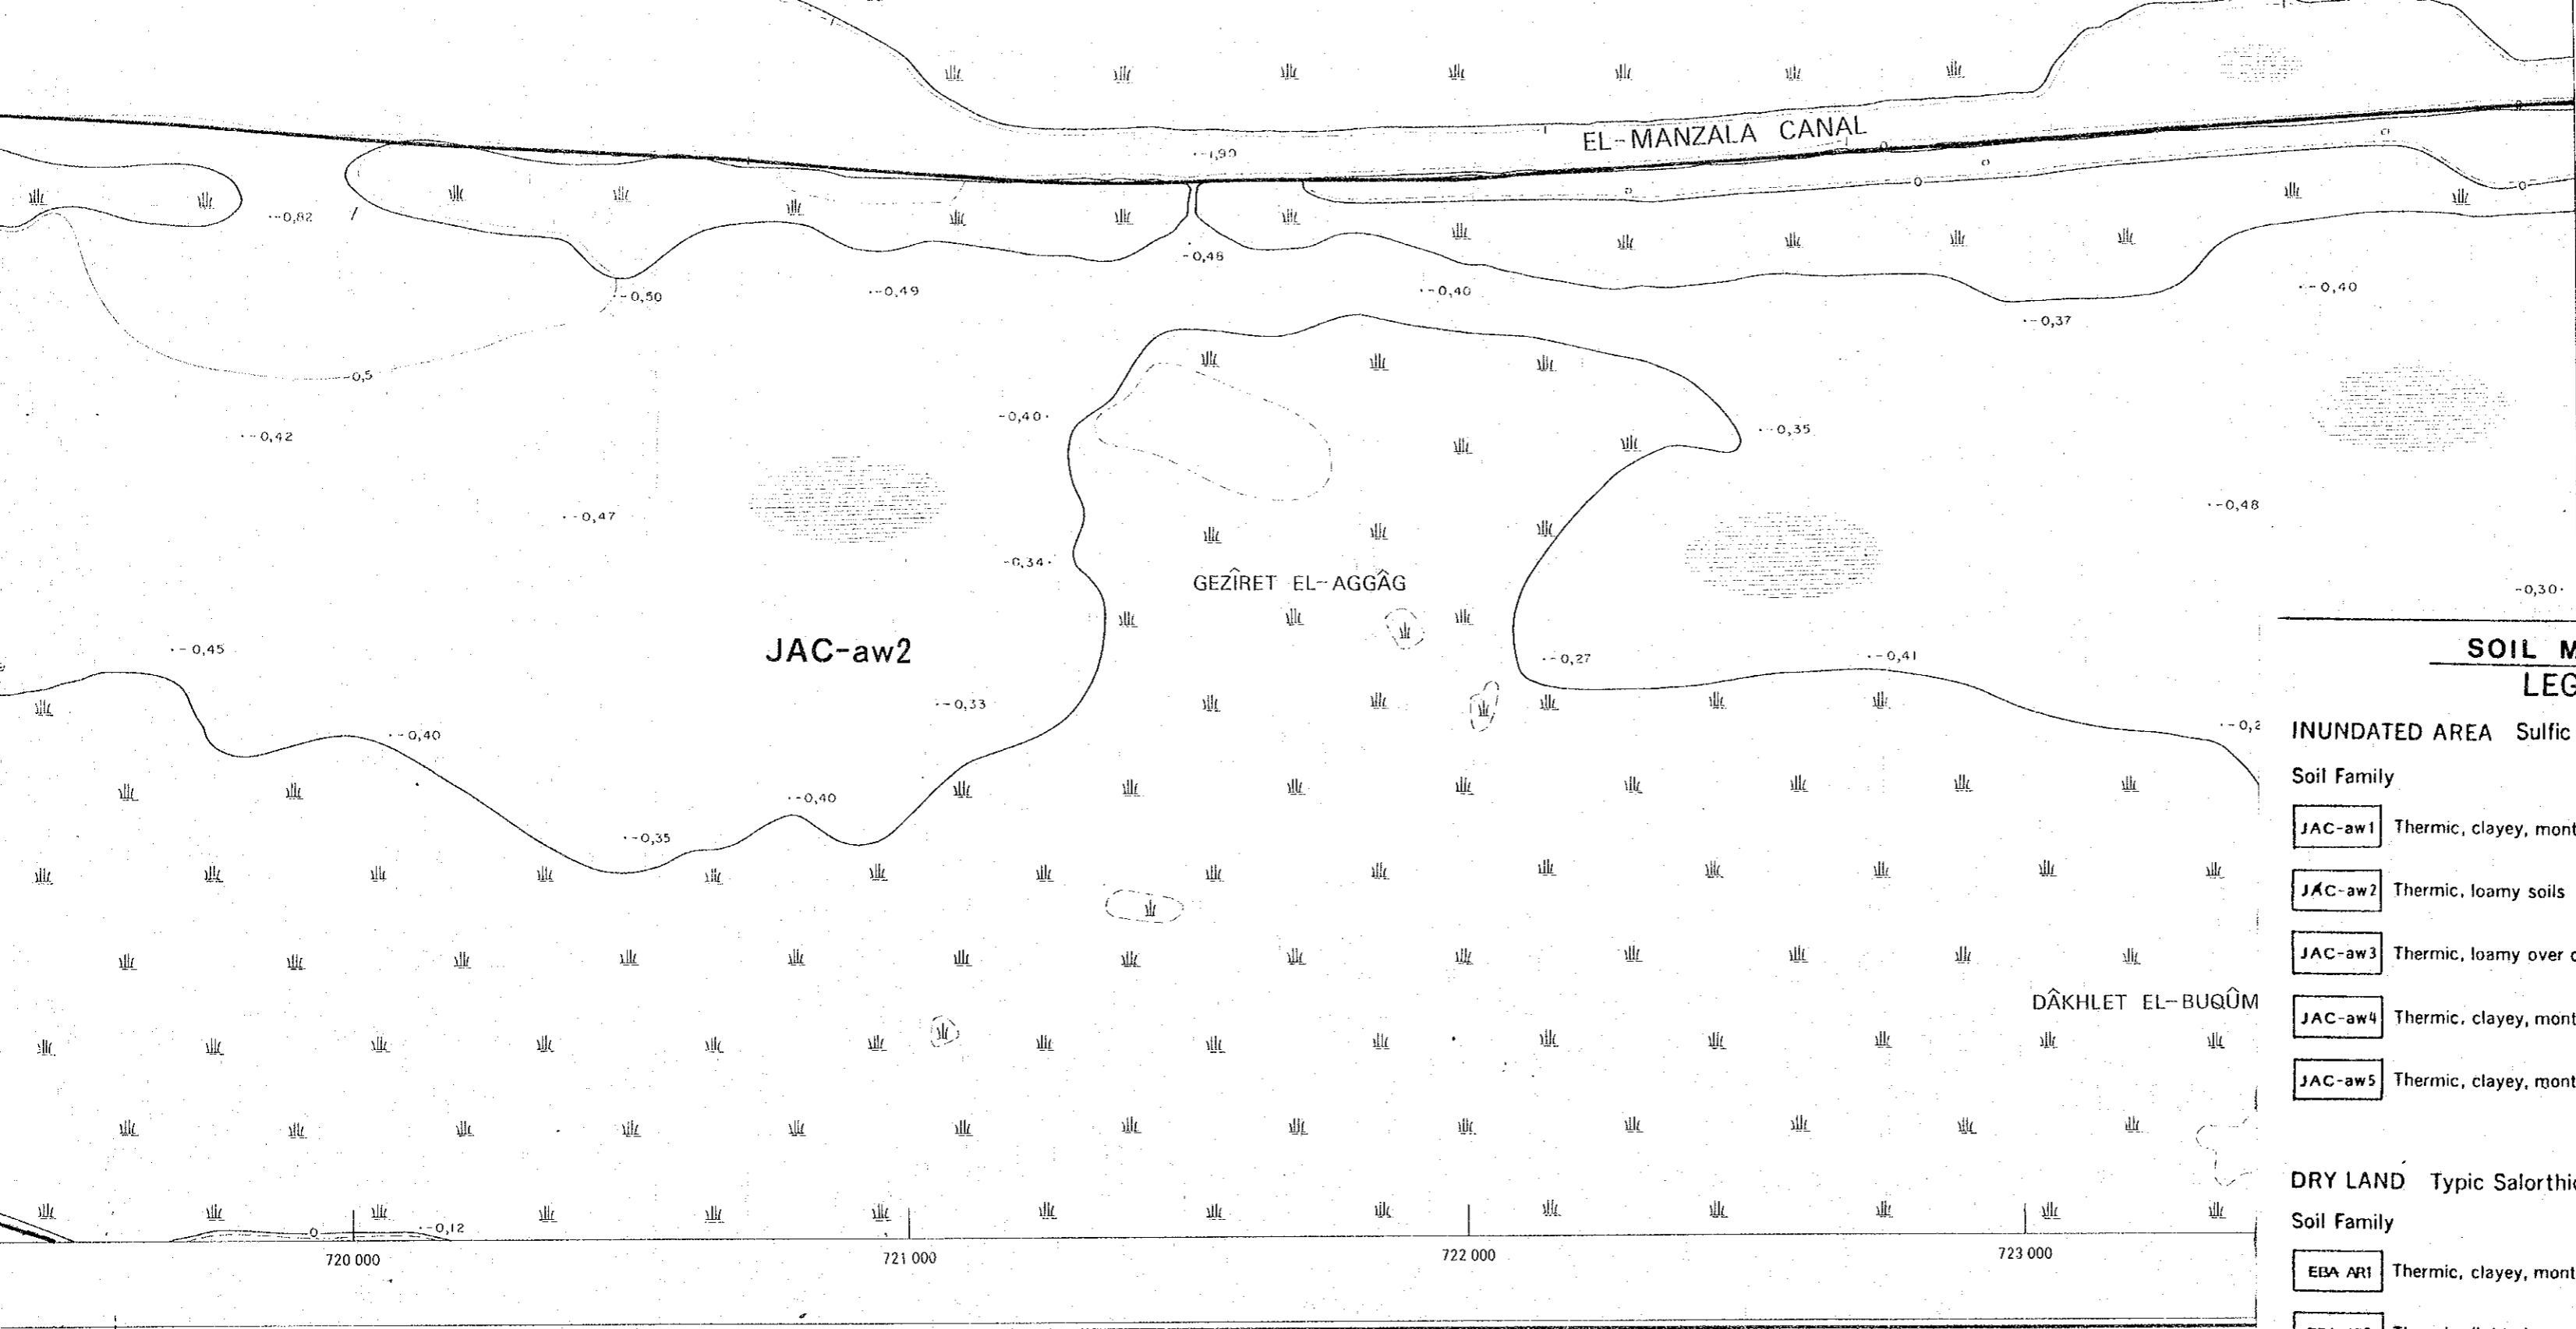 EL-MANZALA CANAL
-1,90
-0,82
-0,48
-0,50
-0,49
-0,40
-0,40
-0,37
-0,5
-0,40
-0,35
-0,42
-0,47
-0,48
-0,34
GEZÎRET EL-AGGÂG
-0,30
JAC-aw2
-0,45
-0,27
-0,41
-0,33
-0,40
-0,40
-0,35
DÂKHLET EL-BUQÛM
0
-0,12
720 000
721 000
722 000
723 000
SOIL M
LEG
INUNDATED AREA Sulfic
Soil Family
JAC-aw1 Thermic, clayey, mont
JAC-aw2 Thermic, loamy soils
JAC-aw3 Thermic, loamy over
JAC-aw4 Thermic, clayey, mont
JAC-aw5 Thermic, clayey, mont
DRY LAND Typic Salorthi
Soil Family
EBA AR1 Thermic, clayey, mont